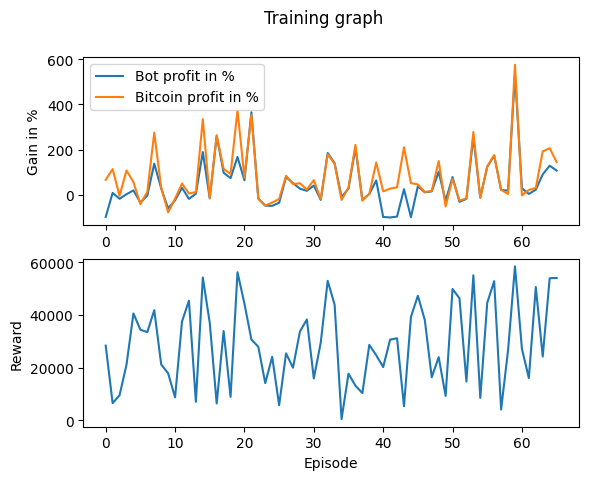 Training graph
Gain in %
600
400
200
0
Bot profit in %
Bitcoin profit in %
0 10 20 30 40 50 60
Reward
60000
40000
20000
0
0 10 20 30 40 50 60
Episode